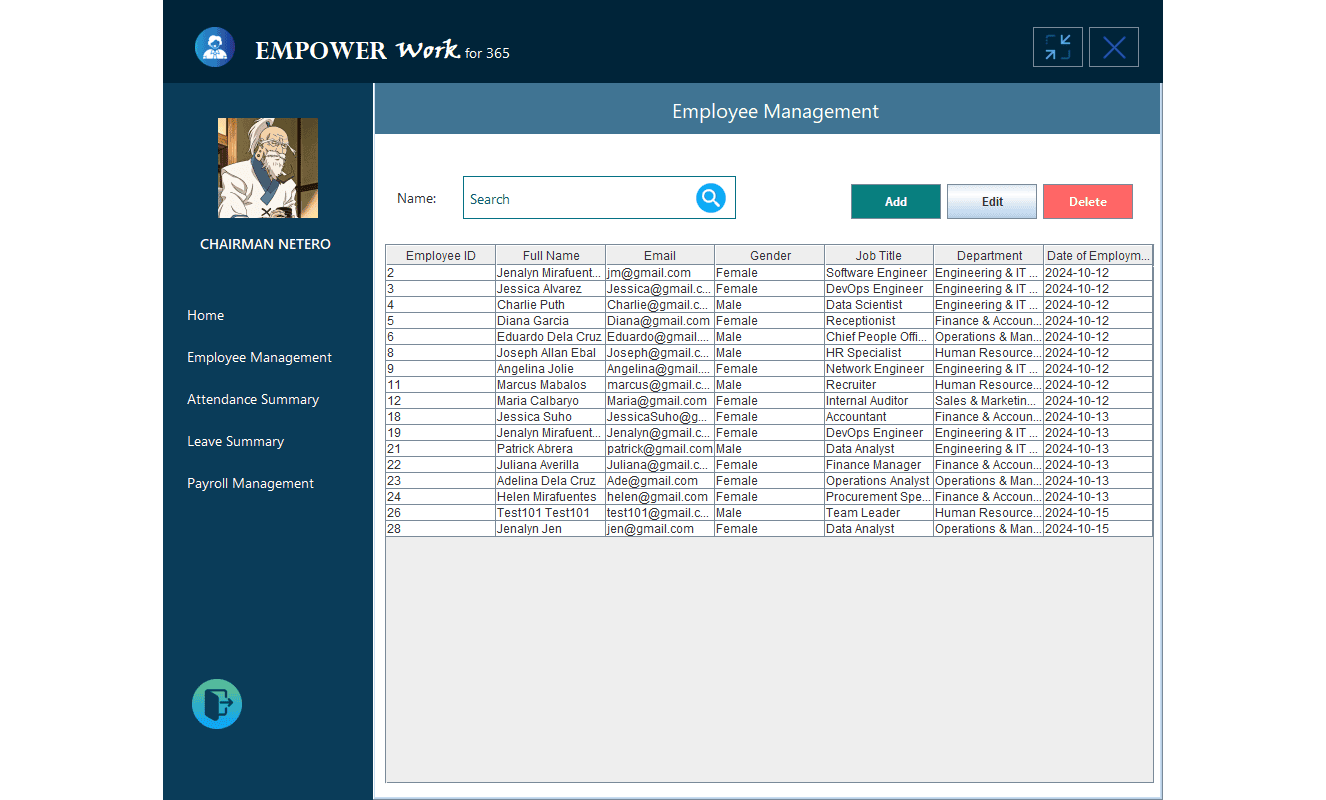 EMPOWER Work for 365
Employee Management
CHAIRMAN NETERO
Home
Employee Management
Attendance Summary
Leave Summary
Payroll Management
Name: Search Add Edit Delete
Employee ID Full Name Email Gender Job Title Department Date of Employm...
2 Jenalyn Mirafuent... jm@gmail.com Female Software Engineer Engineering & IT ... 2024-10-12
3 Jessica Alvarez Jessica@gmail.c... Female DevOps Engineer Engineering & IT ... 2024-10-12
4 Charlie Puth Charlie@gmail.c... Male Data Scientist Engineering & IT ... 2024-10-12
5 Diana Garcia Diana@gmail.com Female Receptionist Finance & Accoun... 2024-10-12
6 Eduardo Dela Cruz Eduardo@gmail.... Male Chief People Offi... Operations & Man... 2024-10-12
8 Joseph Allan Ebal Joseph@gmail.c... Male HR Specialist Human Resource... 2024-10-12
9 Angelina Jolie Angelina@gmail.... Female Network Engineer Engineering & IT ... 2024-10-12
11 Marcus Mabalos marcus@gmail.c... Male Recruiter Human Resource... 2024-10-12
12 Maria Calbaryo Maria@gmail.com Female Internal Auditor Sales & Marketin... 2024-10-12
18 Jessica Suho JessicaSuho@g... Female Accountant Finance & Accoun... 2024-10-13
19 Jenalyn Mirafuent... Jenalyn@gmail.c... Female DevOps Engineer Engineering & IT ... 2024-10-13
21 Patrick Abrera patrick@gmail.com Male Data Analyst Engineering & IT ... 2024-10-13
22 Juliana Averilla Juliana@gmail.c... Female Finance Manager Finance & Accoun... 2024-10-13
23 Adelina Dela Cruz Ade@gmail.com Female Operations Analyst Operations & Man... 2024-10-13
24 Helen Mirafuentes helen@gmail.com Female Procurement Spe... Finance & Accoun... 2024-10-13
26 Test101 Test101 test101@gmail.c... Male Team Leader Human Resource... 2024-10-15
28 Jenalyn Jen jen@gmail.com Female Data Analyst Operations & Man... 2024-10-15